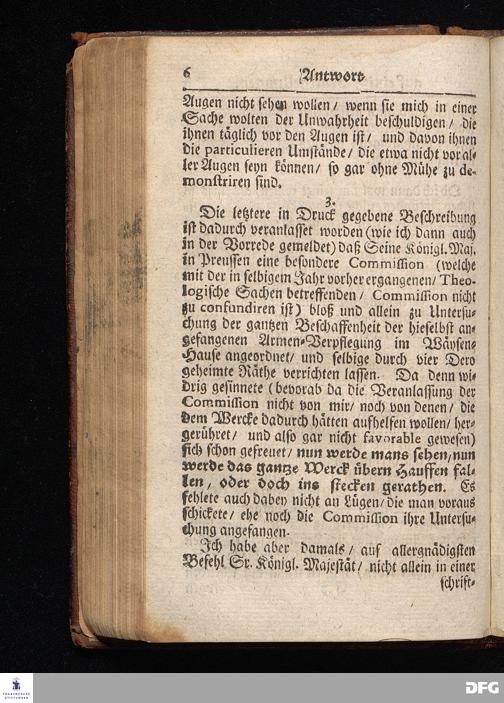 6 Antwort
Augen nicht sehen wollen / wenn sie mich in einer
Sache wolten der Unwahrheit beschuldigen / die
ihnen täglich vor den Augen ist / und davon ihnen
die particulieren Umstände / die etwa nicht vor al-
ler Augen seyn können / so gar ohne Mühe zu de-
monstriren sind.
3.
Die letztere in Druck gegebene Beschreibung
ist dadurch veranlasset worden (wie ich dann auch
in der Vorrede gemeldet) daß Seine Königl. Maj.
in Preussen eine besondere Commission (welche
mit der in selbigem Jahr vorher ergangenen / Theo-
logische Sachen betreffenden / Commission nicht
zu confundiren ist) bloß und allein zu Untersu-
chung der gantzen Beschaffenheit der hieselbst an-
gefangenen Armen-Verpflegung im Wäysen-
Hause angeordnet / und selbige durch vier Dero
geheimte Räthe verrichten lassen. Da denn wi-
drig gesinnete (bevorab da die Veranlassung der
Commission nicht von mir / noch von denen / die
dem Wercke dadurch hätten aufhelfen wollen / her-
gerühret / und also gar nicht favorable gewesen)
sich schon gefreuet / nun werde mans sehen / nun
werde das gantze Werck übern Hauffen fal-
len, oder doch ins stecken gerathen. Es
fehlete auch dabey nicht an Lügen / die man voraus
schickete / ehe noch die Commission ihre Untersu-
chung angefangen.
Ich habe aber damals / auf allergnädigsten
Befehl Sr. Königl. Majestät / nicht allein in einer
schrift-
FRANCKESCHE
STIFTUNGEN
DFG